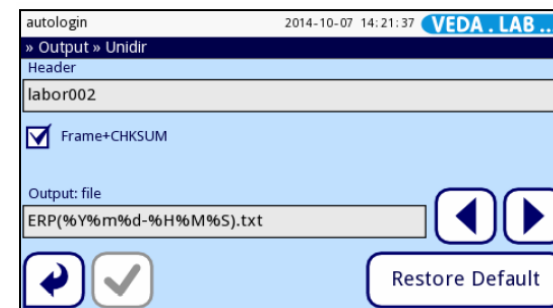 autologin 2014-10-07 14:21:37 VEDA . LAB ..
» Output » Unidir
Header
labor002
Frame+CHKSUM
Output: file
ERP(%Y%m%d-%H%M%S).txt
Restore Default